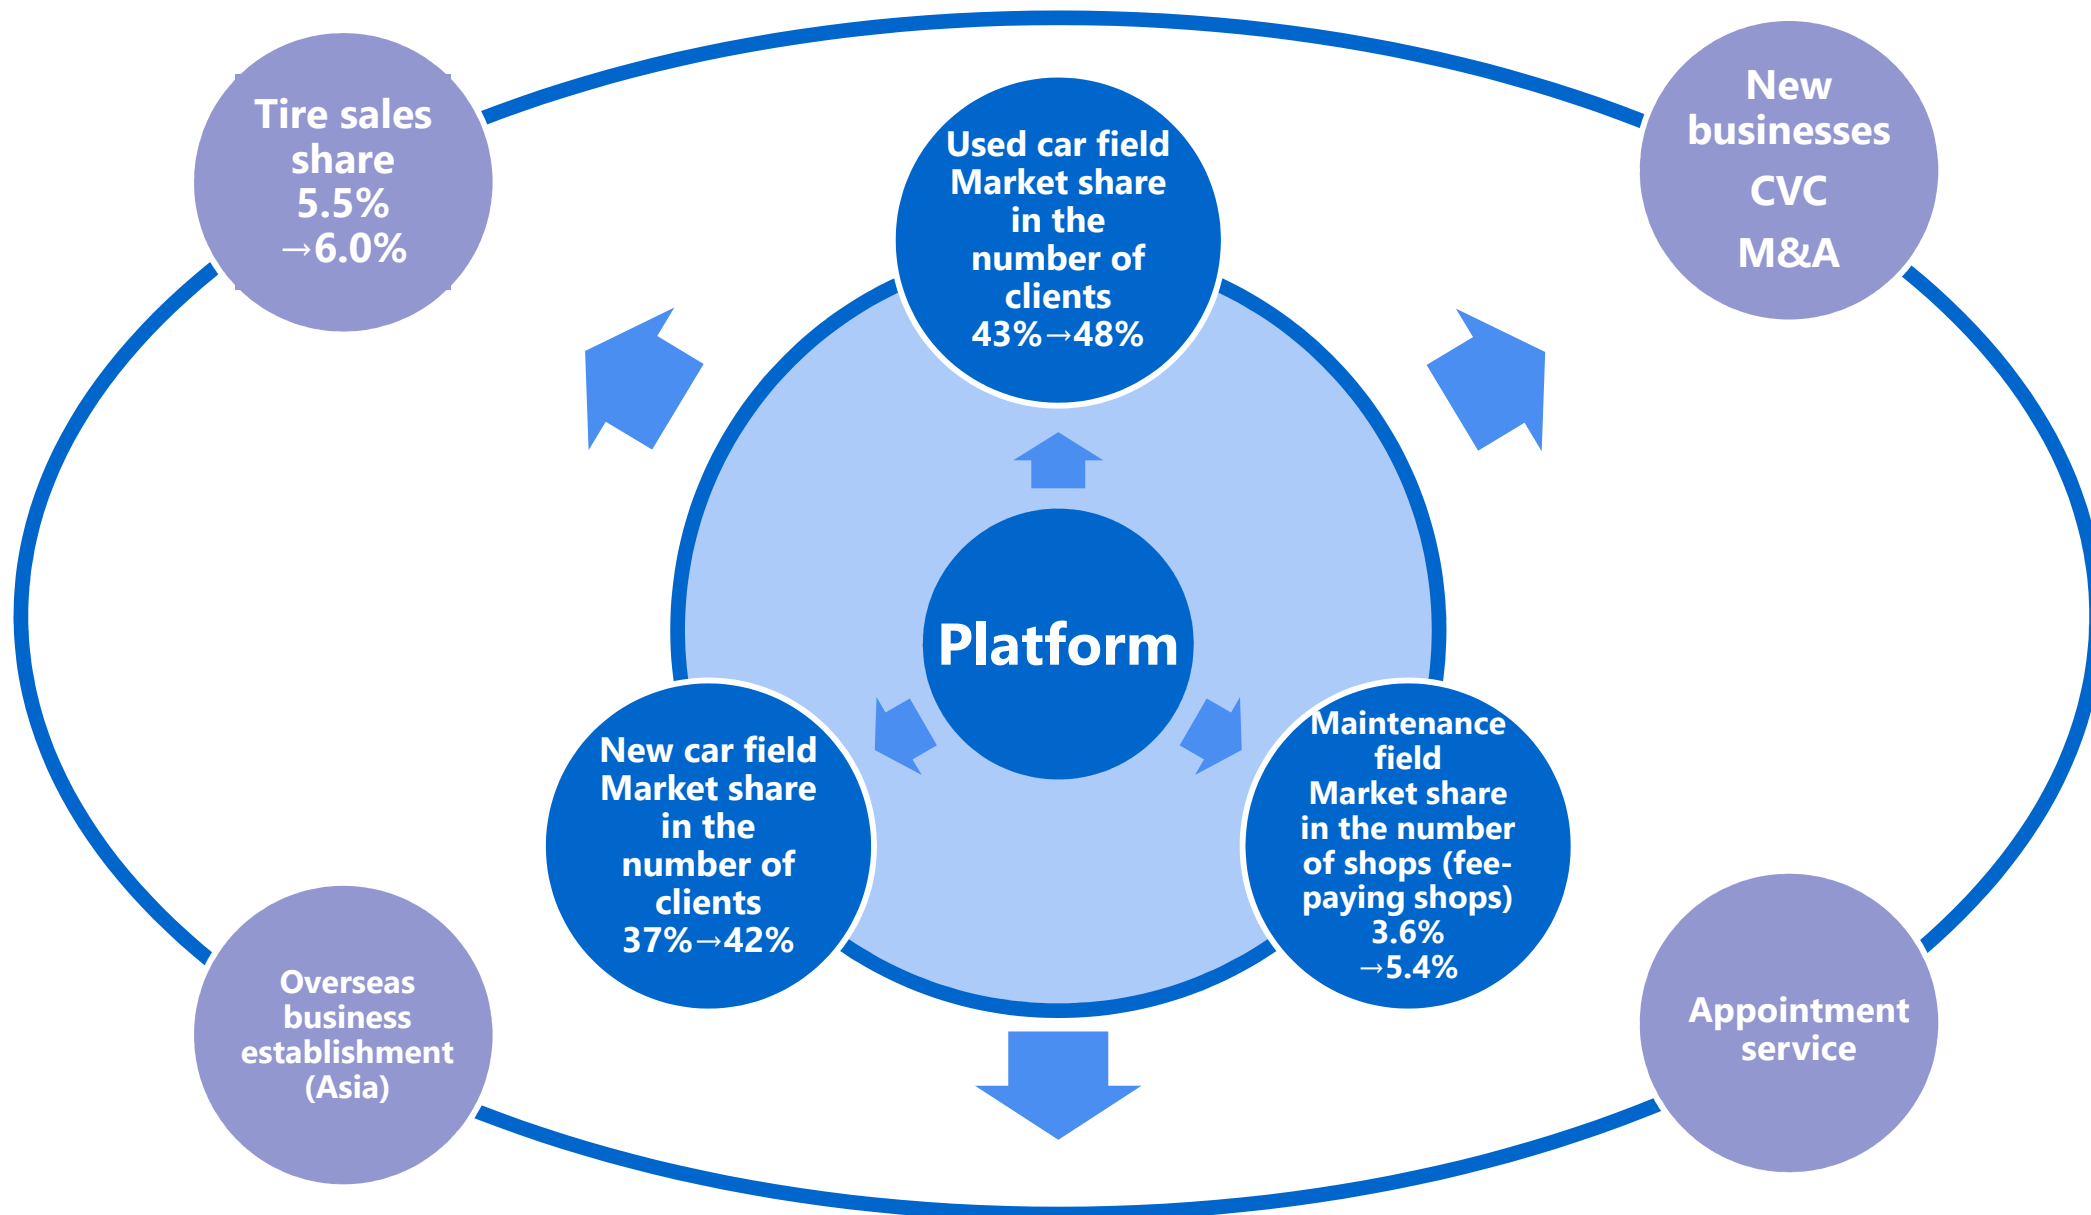 Tire sales
share
5.5%
→6.0%
New
businesses
CVC
M&A
Used car field
Market share
in the
number of
clients
43%→48%
Platform
New car field
Market share
in the
number of
clients
37%→42%
Maintenance
field
Market share
in the number
of shops (fee-
paying shops)
3.6%
→5.4%
Overseas
business
establishment
(Asia)
Appointment
service